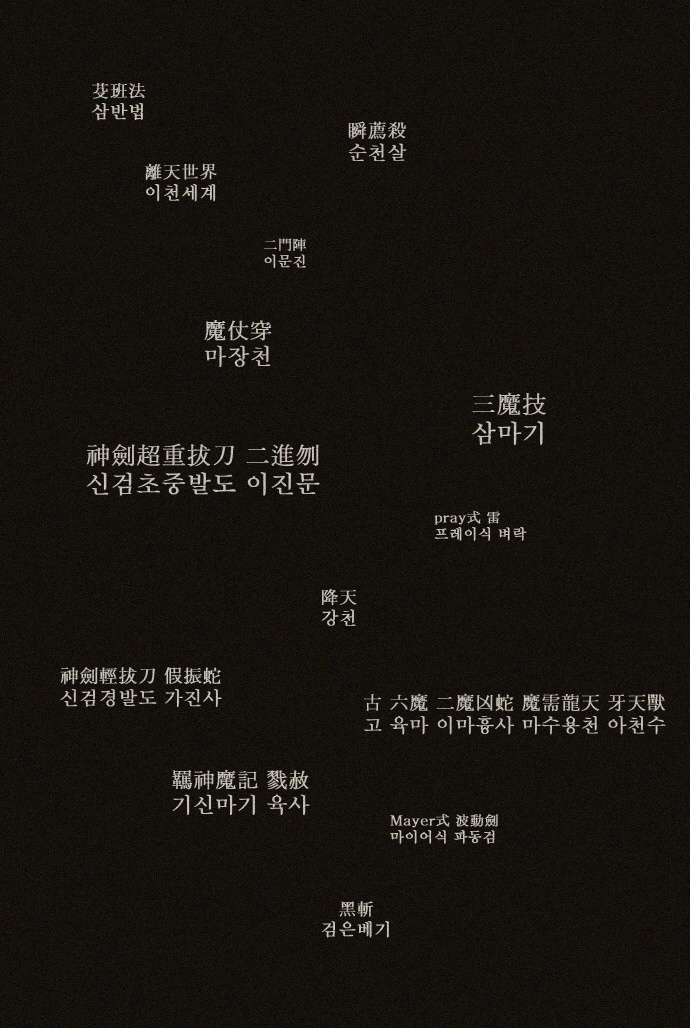 芟班法
삼반법
瞬薦殺
순천살
離天世界
이천세계
二門陣
이문진
魔仗穿
마장천
三魔技
삼마기
神劍超重拔刀 二進刎
신검초중발도 이진문
pray式 雷
프레이식 벼락
降天
강천
神劍輕拔刀 假振蛇
신검경발도 가진사
古 六魔 二魔凶蛇 魔需龍天 牙天獸
고 육마 이마흉사 마수용천 아천수
羈神魔記 戮赦
기신마기 육사
Mayer式 波動劍
마이어식 파동검
黑斬
검은베기